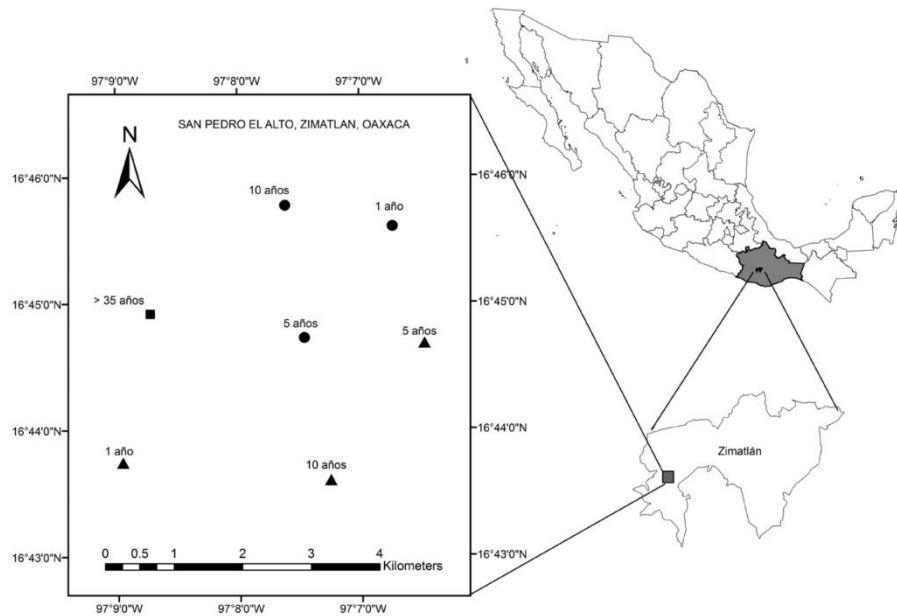 97°9'0"W 97°8'0"W 97°7'0"W
SAN PEDRO EL ALTO, ZIMATLAN, OAXACA
N
16°46'0"N 16°46'0"N
10 años
1 año
> 35 años
16°45'0"N 16°45'0"N
5 años
5 años
16°44'0"N 16°44'0"N
Zimatlán
1 año
10 años
0 0.5 1 2 3 4
Kilometers
16°43'0"N 16°43'0"N
97°9'0"W 97°8'0"W 97°7'0"W